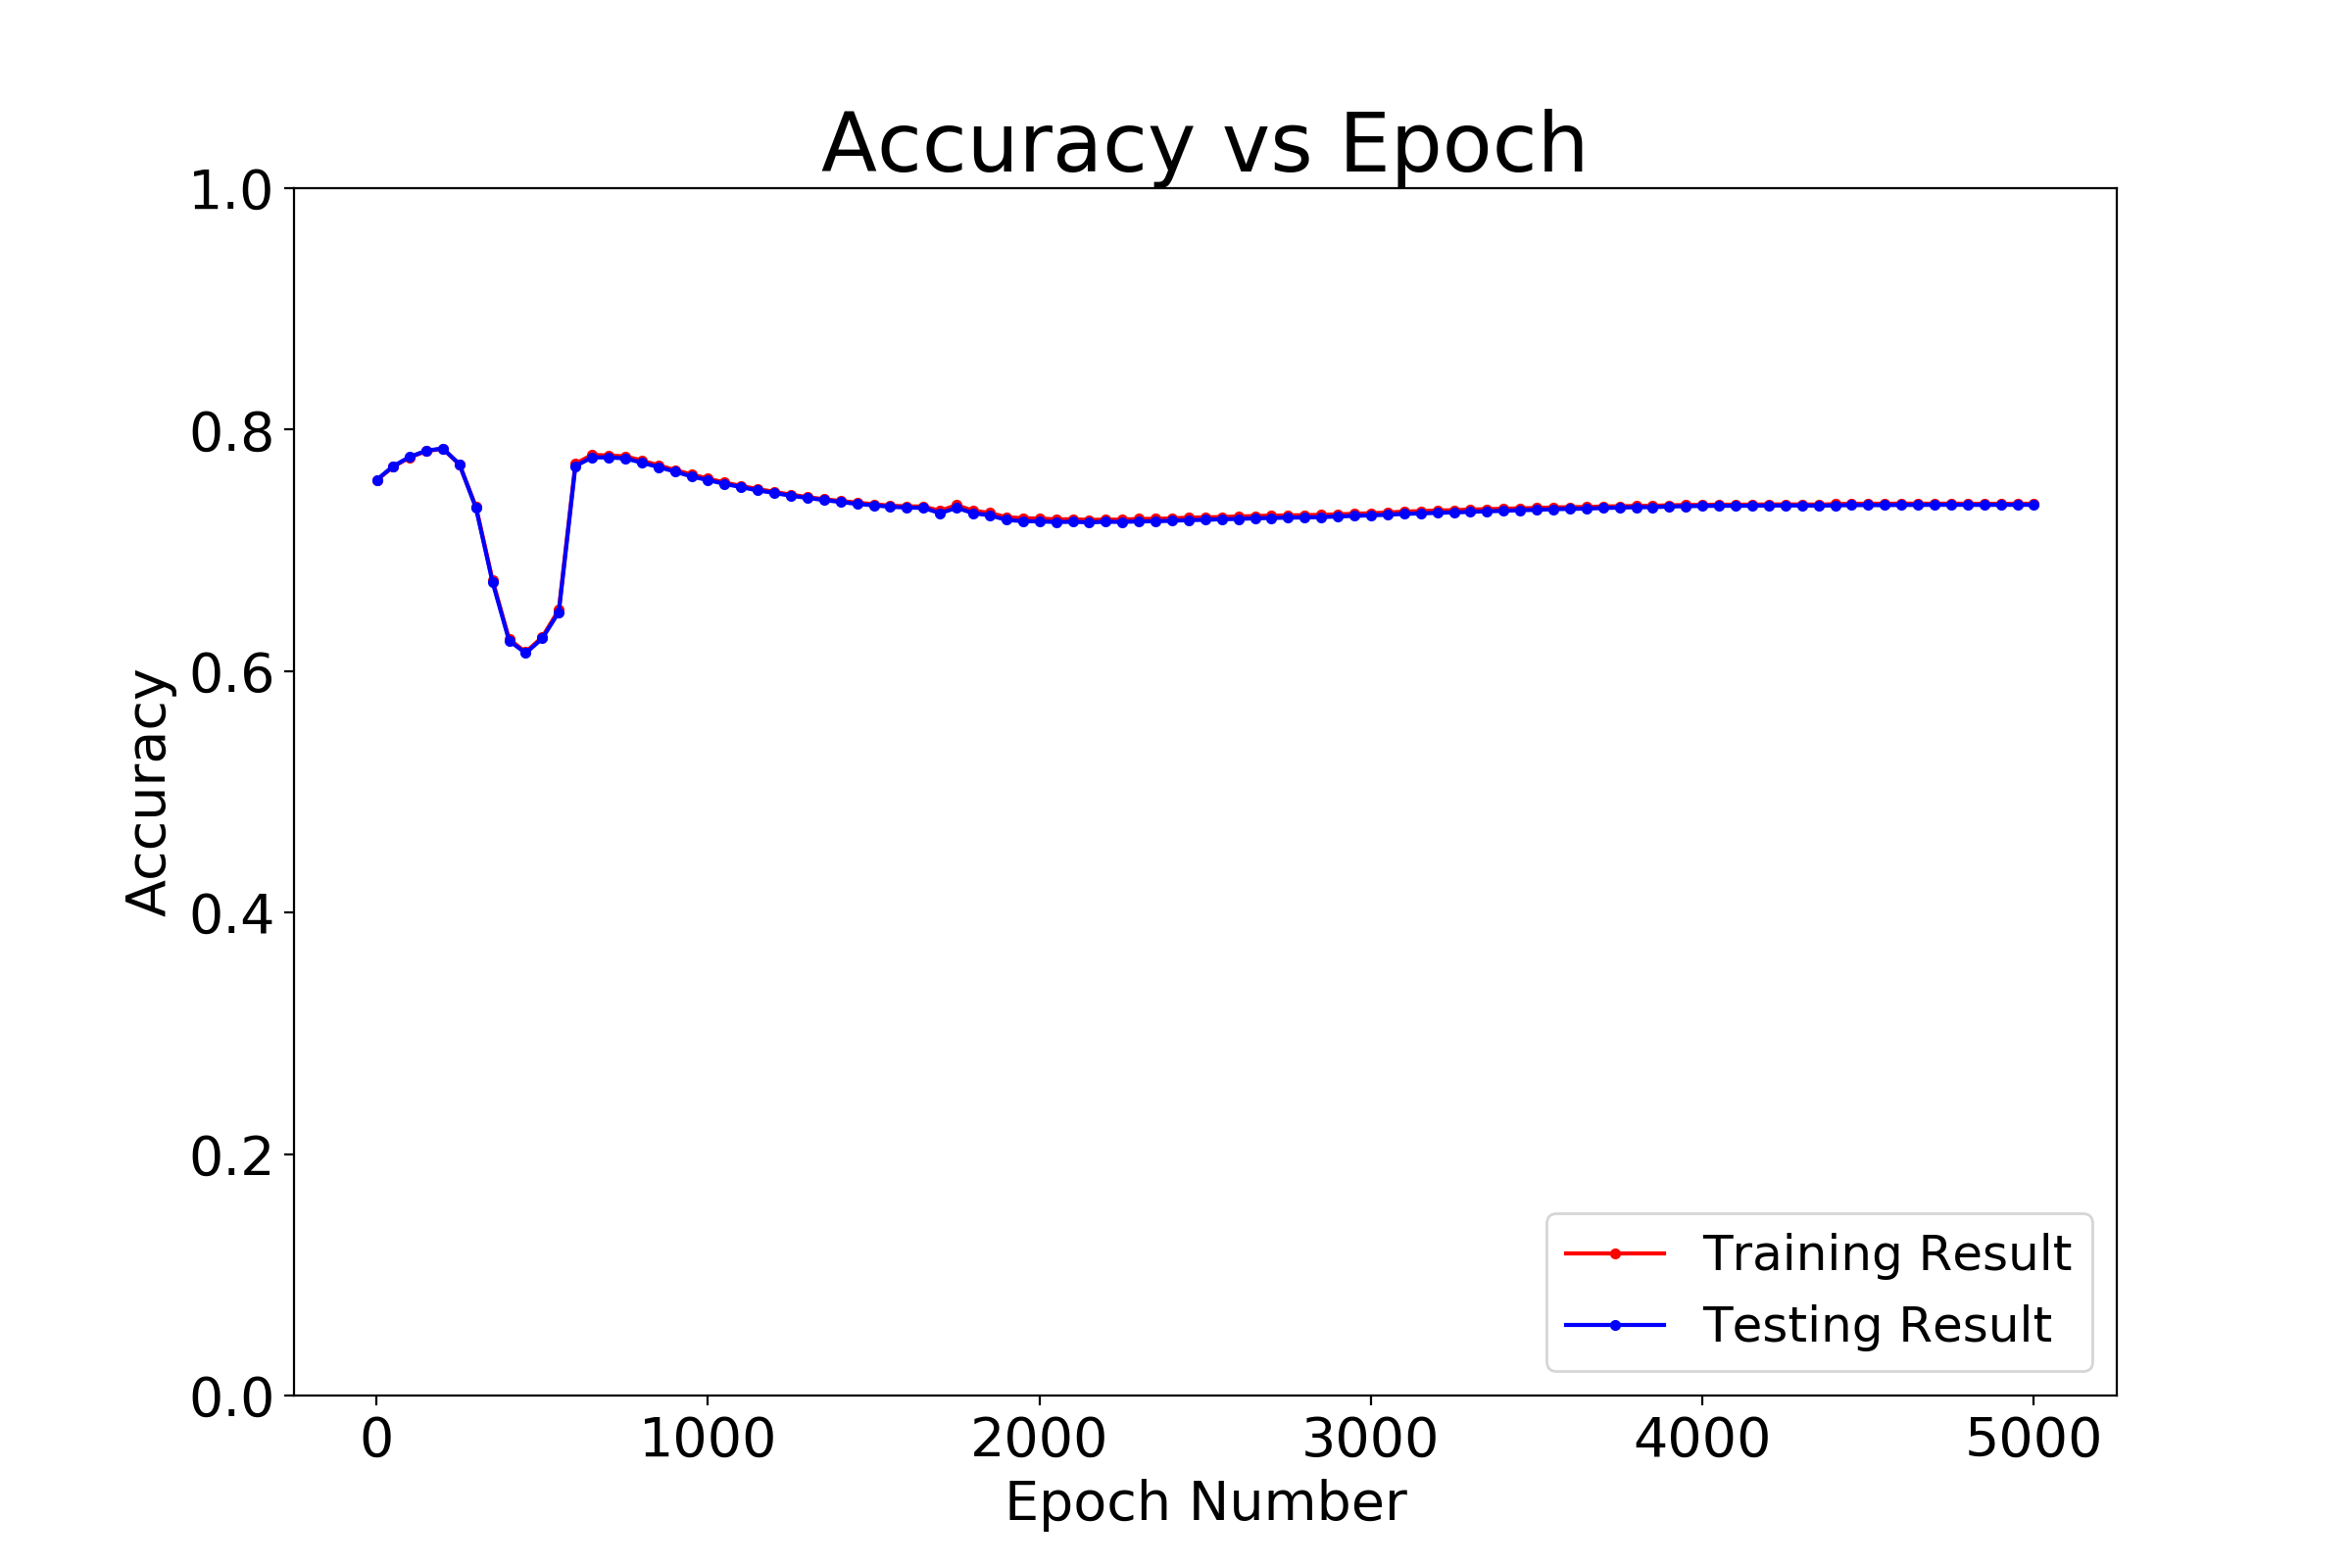 Accuracy vs Epoch
1.0
0.8
0.6
0.4
0.2
0.0
Accuracy
0 1000 2000 3000 4000 5000
Epoch Number
Training Result
Testing Result